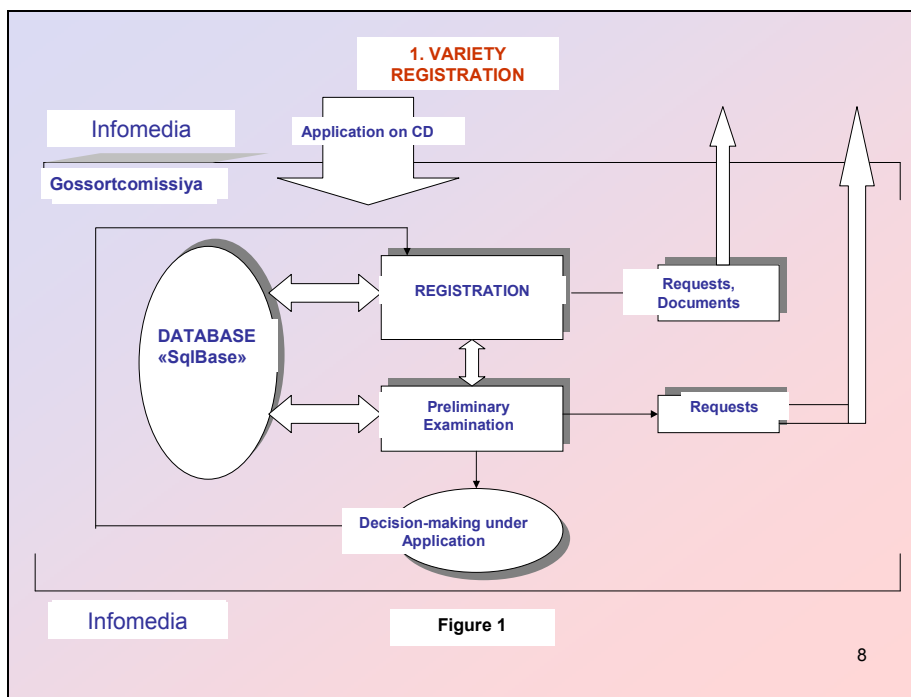 1. VARIETY
REGISTRATION
Infomedia
Application on CD
Gossortcomissiya
REGISTRATION
Requests,
Documents
DATABASE
«SqlBase»
Preliminary
Examination
Requests
Decision-making under
Application
Infomedia
Figure 1
8